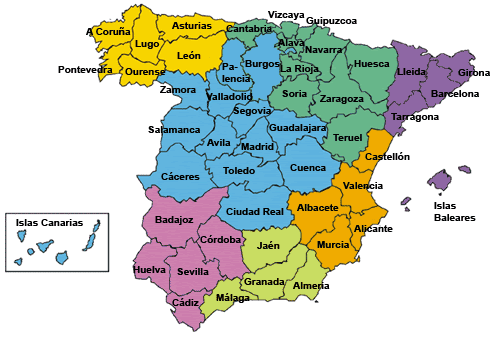 Vizcaya
Guipuzcoa
Asturias
Cantabria
A Coruña
Lugo
Alava
Navarra
León
Burgos
Huesca
Pa-
lencia
La Rioja
Lleida
Girona
Pontevedra
Ourense
Zamora
Valladolid
Soria
Zaragoza
Barcelona
Segovia
Tarragona
Salamanca
Guadalajara
Teruel
Avila
Madrid
Castellón
Cáceres
Toledo
Cuenca
Valencia
Islas
Baleares
Badajoz
Ciudad Real
Albacete
Alicante
Islas Canarias
Córdoba
Jaén
Murcia
Huelva
Sevilla
Granada
Almeria
Cádiz
Málaga